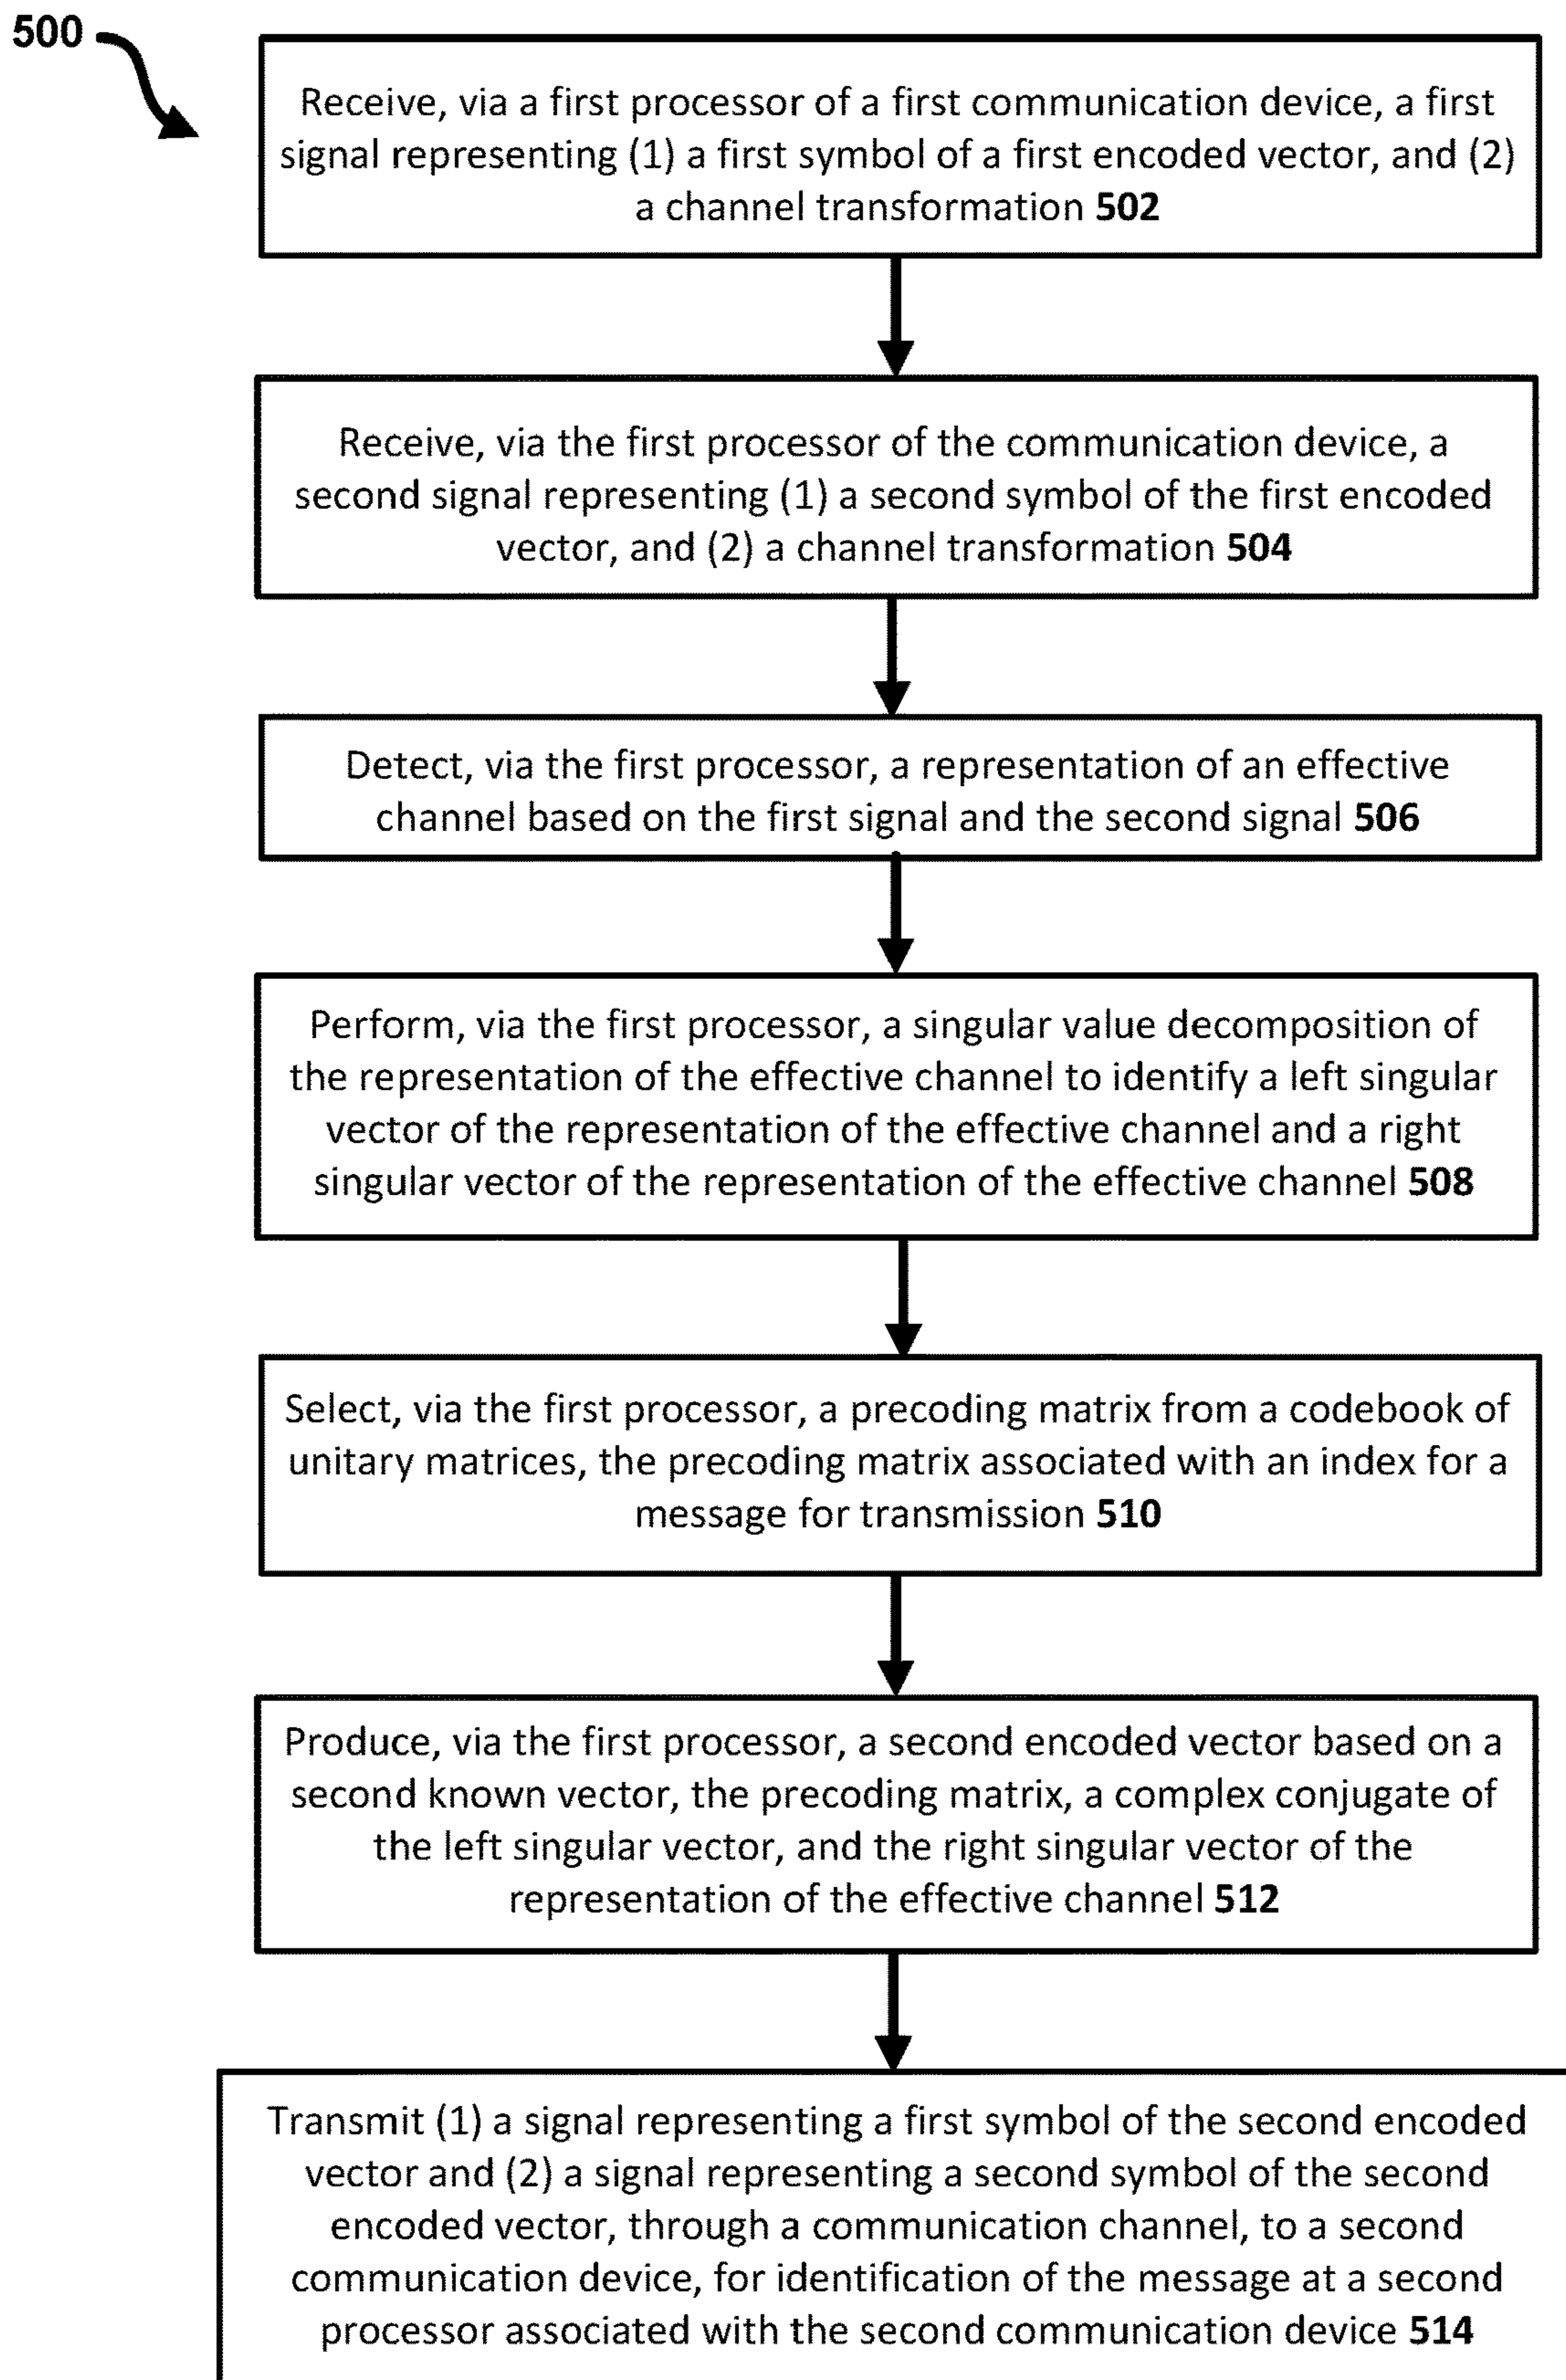 500
Receive, via a first processor of a first communication device, a first
signal representing (1) a first symbol of a first encoded vector, and (2)
a channel transformation 502
Receive, via the first processor of the communication device, a
second signal representing (1) a second symbol of the first encoded
vector, and (2) a channel transformation 504
Detect, via the first processor, a representation of an effective
channel based on the first signal and the second signal 506
Perform, via the first processor, a singular value decomposition of
the representation of the effective channel to identify a left singular
vector of the representation of the effective channel and a right
singular vector of the representation of the effective channel 508
Select, via the first processor, a precoding matrix from a codebook of
unitary matrices, the precoding matrix associated with an index for a
message for transmission 510
Produce, via the first processor, a second encoded vector based on a
second known vector, the precoding matrix, a complex conjugate of
the left singular vector, and the right singular vector of the
representation of the effective channel 512
Transmit (1) a signal representing a first symbol of the second encoded
vector and (2) a signal representing a second symbol of the second
encoded vector, through a communication channel, to a second
communication device, for identification of the message at a second
processor associated with the second communication device 514